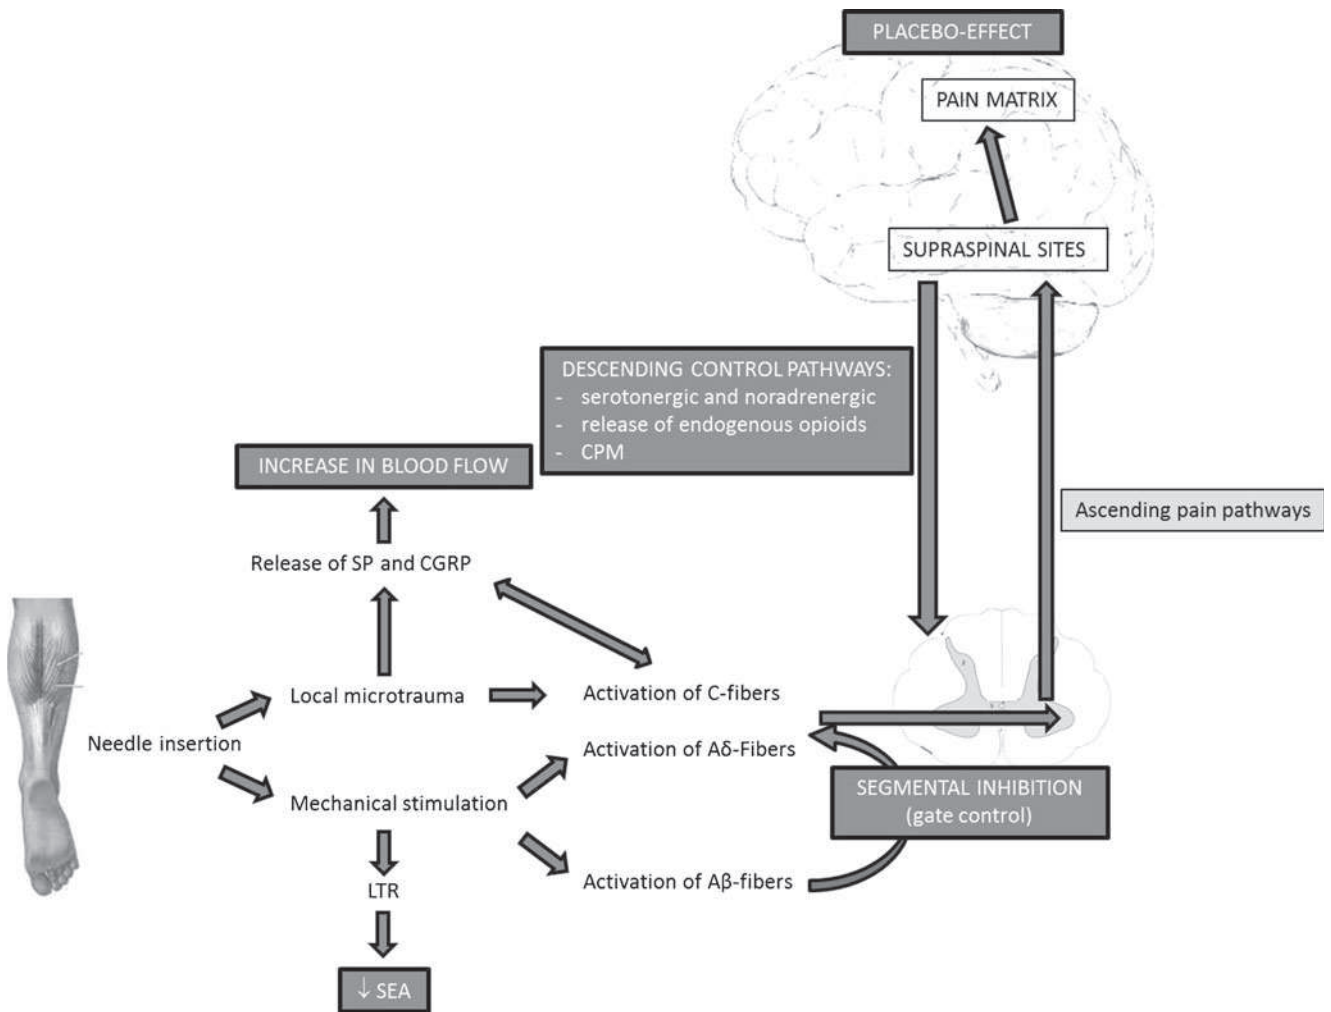 PLACEBO-EFFECT
PAIN MATRIX
SUPRASPINAL SITES
DESCENDING CONTROL PATHWAYS:
- serotonergic and noradrenergic
- release of endogenous opioids
- CPM
INCREASE IN BLOOD FLOW
Ascending pain pathways
Release of SP and CGRP
Local microtrauma
Activation of C-fibers
Needle insertion
Activation of Aδ-Fibers
Mechanical stimulation
SEGMENTAL INHIBITION
(gate control)
Activation of Aβ-fibers
LTR
↓ SEA